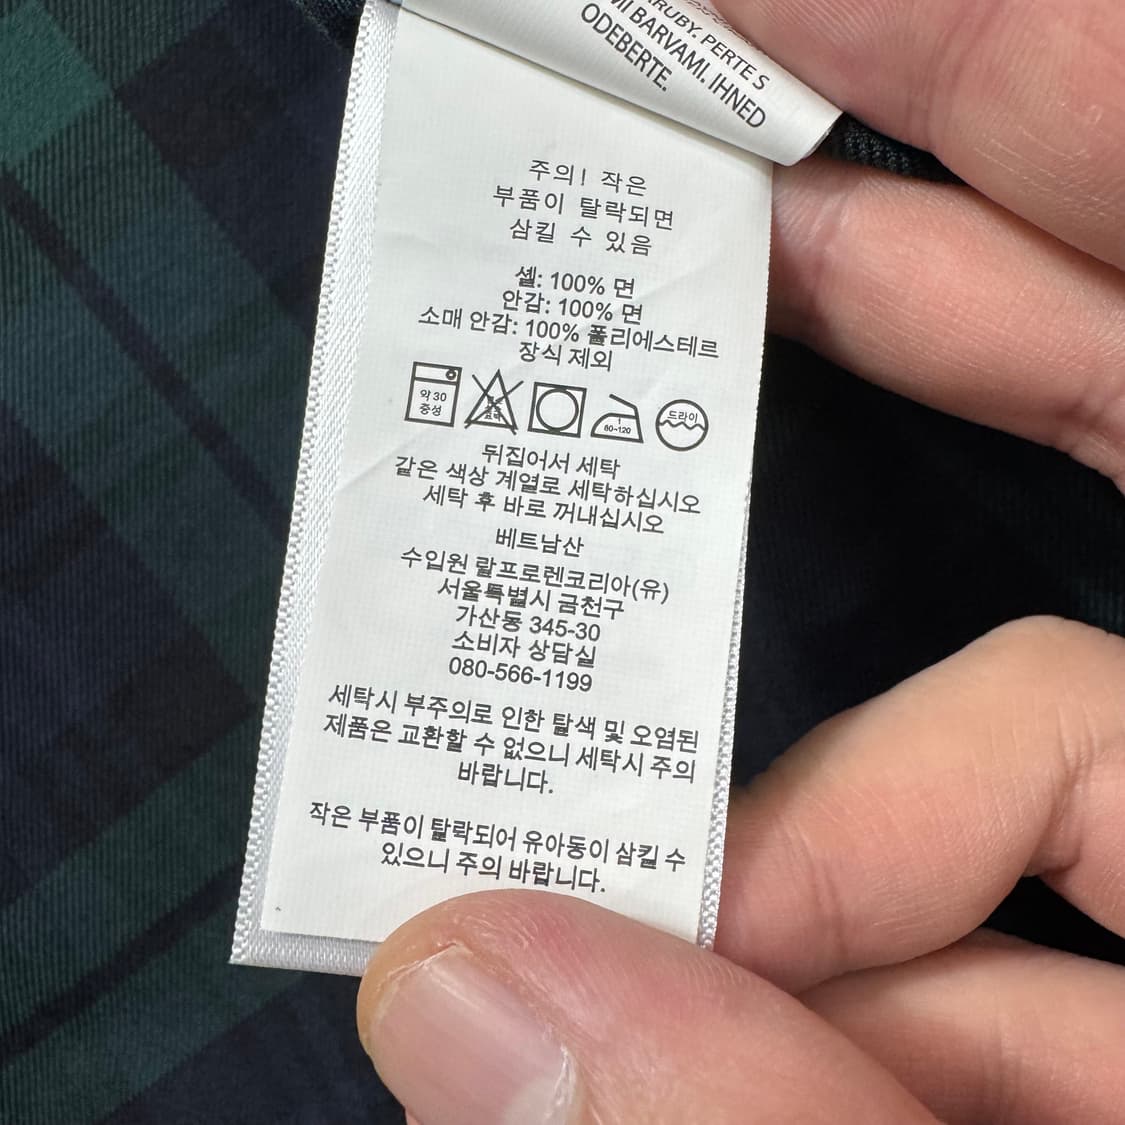 RUBY. PERTE S
MI BARVAMI. IHNED
ODEBERTE.
주의! 작은
부품이 탈락되면
삼킬 수 있음
셸: 100% 면
안감: 100% 면
소매 안감: 100% 폴리에스테르
장식 제외
약 30
중성
60~120
드라이
뒤집어서 세탁
같은 색상 계열로 세탁하십시오
세탁 후 바로 꺼내십시오
베트남산
수입원 랄프로렌코리아(유)
서울특별시 금천구
가산동 345-30
소비자 상담실
080-566-1199
세탁시 부주의로 인한 탈색 및 오염된
제품은 교환할 수 없으니 세탁시 주의
바랍니다.
작은 부품이 탈락되어 유아동이 삼킬 수
있으니 주의 바랍니다.